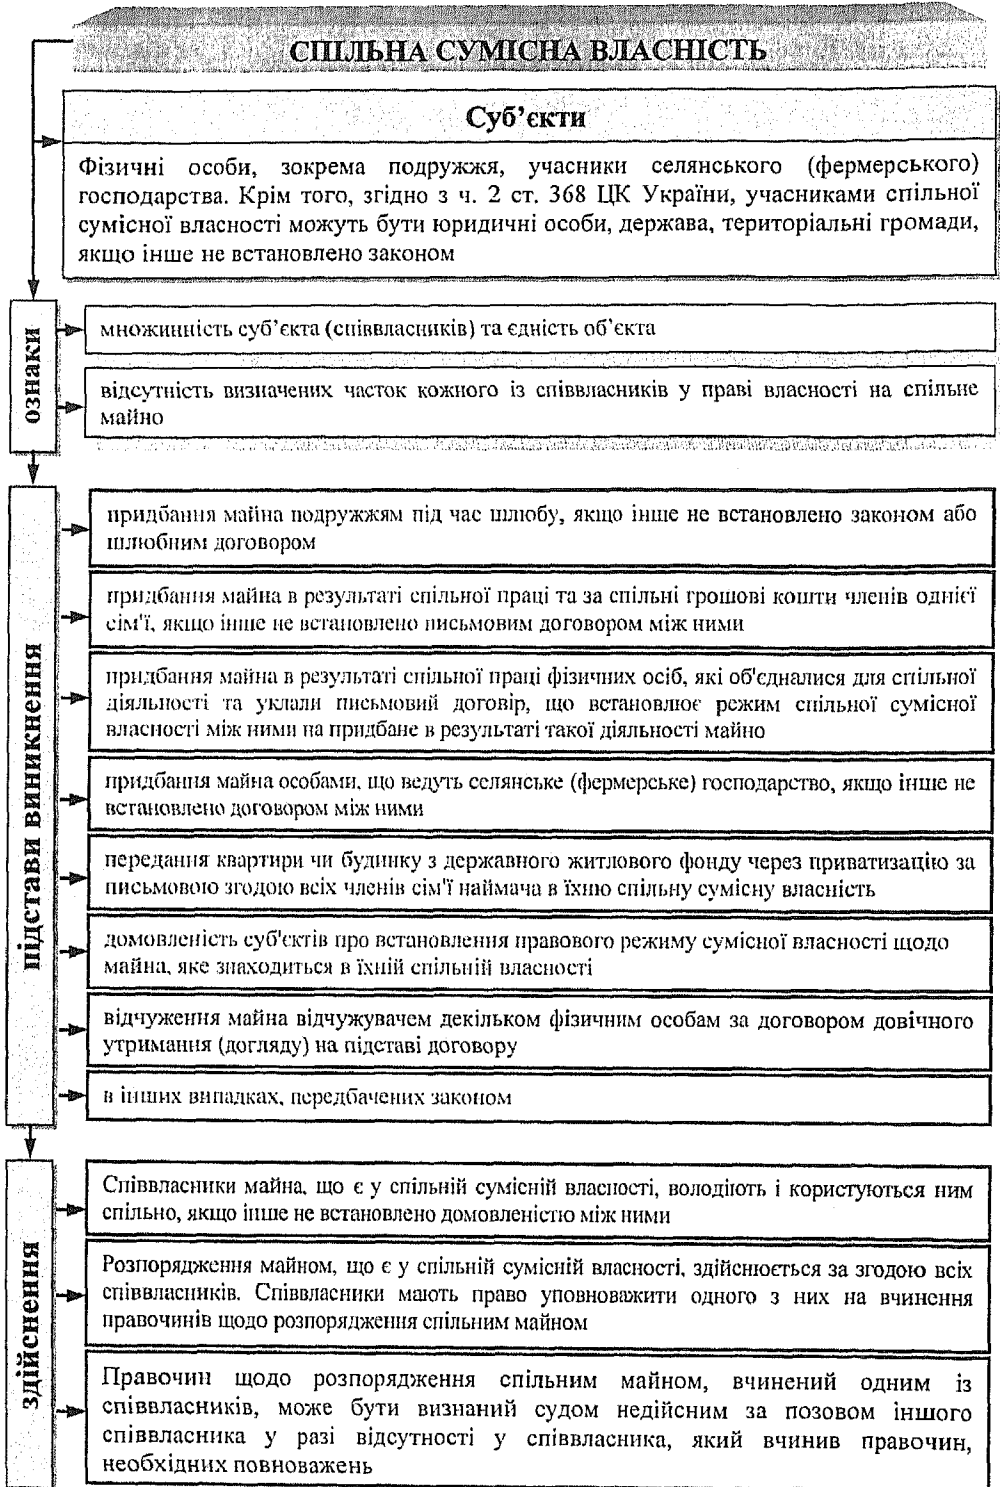 СПІЛЬНА СУМІСНА ВЛАСНІСТЬ
Суб’єкти
Фізичні особи, зокрема подружжя, учасники селянського (фермерського)
господарства. Крім того, згідно з ч. 2 ст. 368 ЦК України, учасниками спільної
сумісної власності можуть бути юридичні особи, держава, територіальні громади,
якщо інше не встановлено законом
ознаки
множинність суб’єкта (співвласників) та єдність об’єкта
відсутність визначених часток кожного із співвласників у праві власності на спільне
майно
підстави виникнення
придбання майна подружжям під час шлюбу, якщо інше не встановлено законом або
шлюбним договором
придбання майна в результаті спільної праці та за спільні грошові кошти членів однієї
сім'ї, якщо інше не встановлено письмовим договором між ними
придбання майна в результаті спільної праці фізичних осіб, які об'єдналися для спільної
діяльності та уклали письмовий договір, що встановлює режим спільної сумісної
власності між ними на придбане в результаті такої діяльності майно
придбання майна особами, що ведуть селянське (фермерське) господарство, якщо інше не
встановлено договором між ними
передання квартири чи будинку з державного житлового фонду через приватизацію за
письмовою згодою всіх членів сім'ї наймача в їхню спільну сумісну власність
домовленість суб'єктів про встановлення правового режиму сумісної власності щодо
майна, яке знаходиться в їхній спільній власності
відчуження майна відчужувачем декільком фізичним особам за договором довічного
утримання (догляду) на підставі договору
в інших випадках, передбачених законом
здійснення
Співвласники майна, що є у спільній сумісній власності, володіють і користуються ним
спільно, якщо інше не встановлено домовленістю між ними
Розпорядження майном, що є у спільній сумісній власності, здійснюється за згодою всіх
співвласників. Співвласники мають право уповноважити одного з них на вчинення
правочинів щодо розпорядження спільним майном
Правочин щодо розпорядження спільним майном, вчинений одним із
співвласників, може бути визнаний судом недійсним за позовом іншого
співвласника у разі відсутності у співвласника, який вчинив правочин,
необхідних повноважень